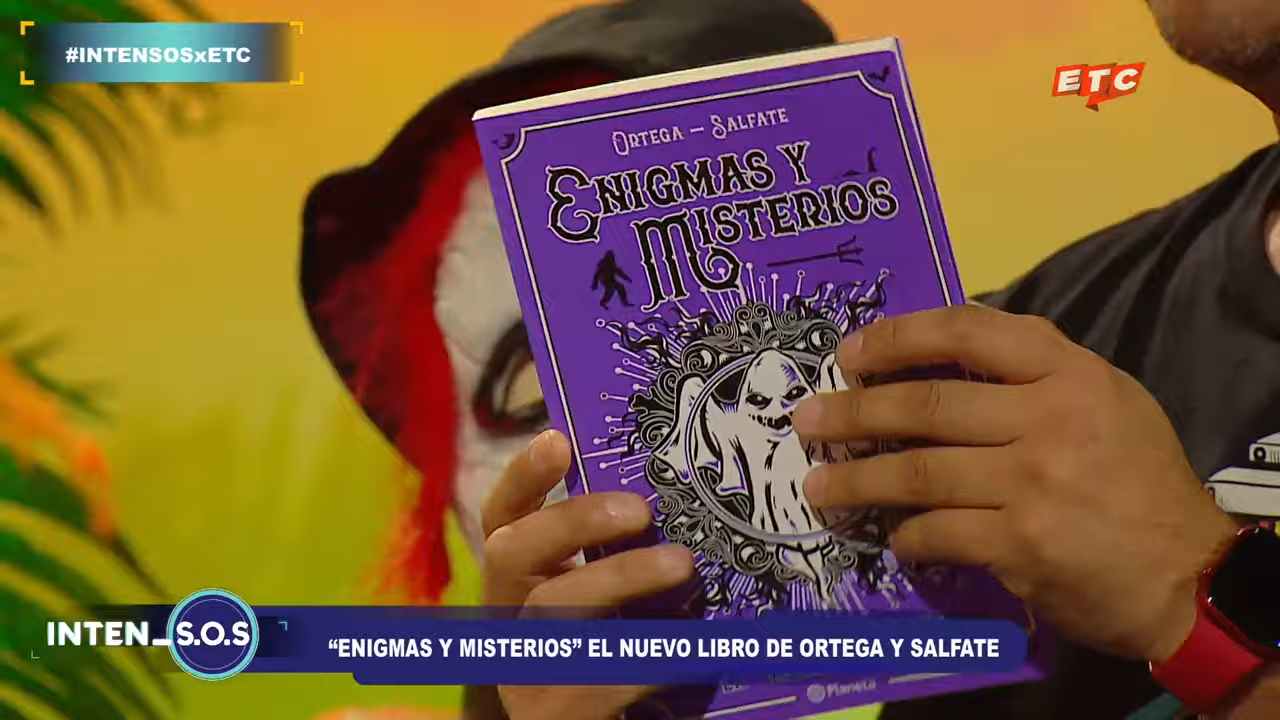 #INTENSOSxETC
ETC
ORTEGA – SALFATE
ENIGMAS Y
MISTERIOS
INTEN_S.O.S
“ENIGMAS Y MISTERIOS” EL NUEVO LIBRO DE ORTEGA Y SALFATE
Planeta